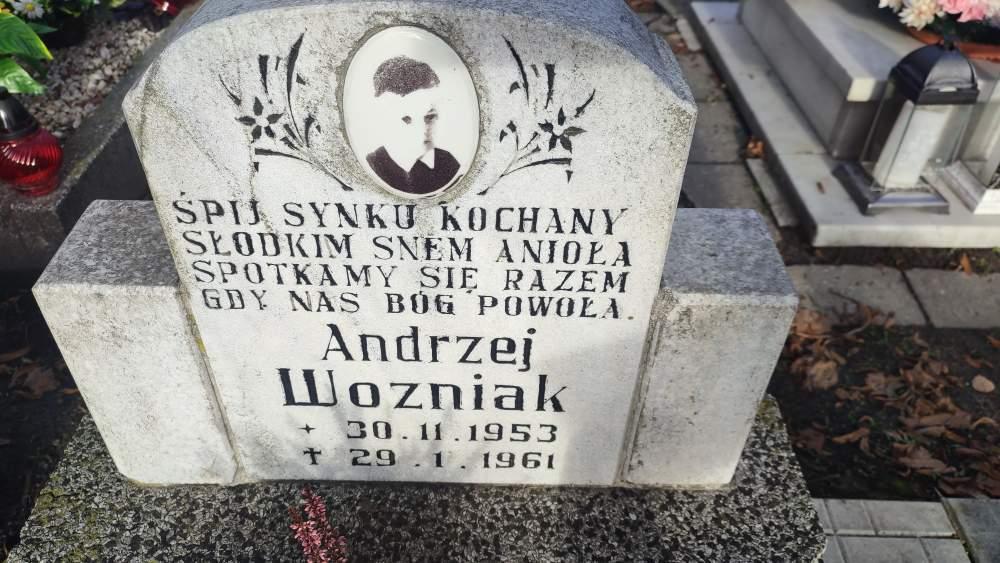 ŚPIJ SYNKU KOCHANY
SŁODKIM SNEM ANIOŁA
SPOTKAMY SIĘ RAZEM
GDY NAS BÓG POWOŁA.
Andrzej
Wozniak
+ 30.11.1953
✝ 29.1.1961